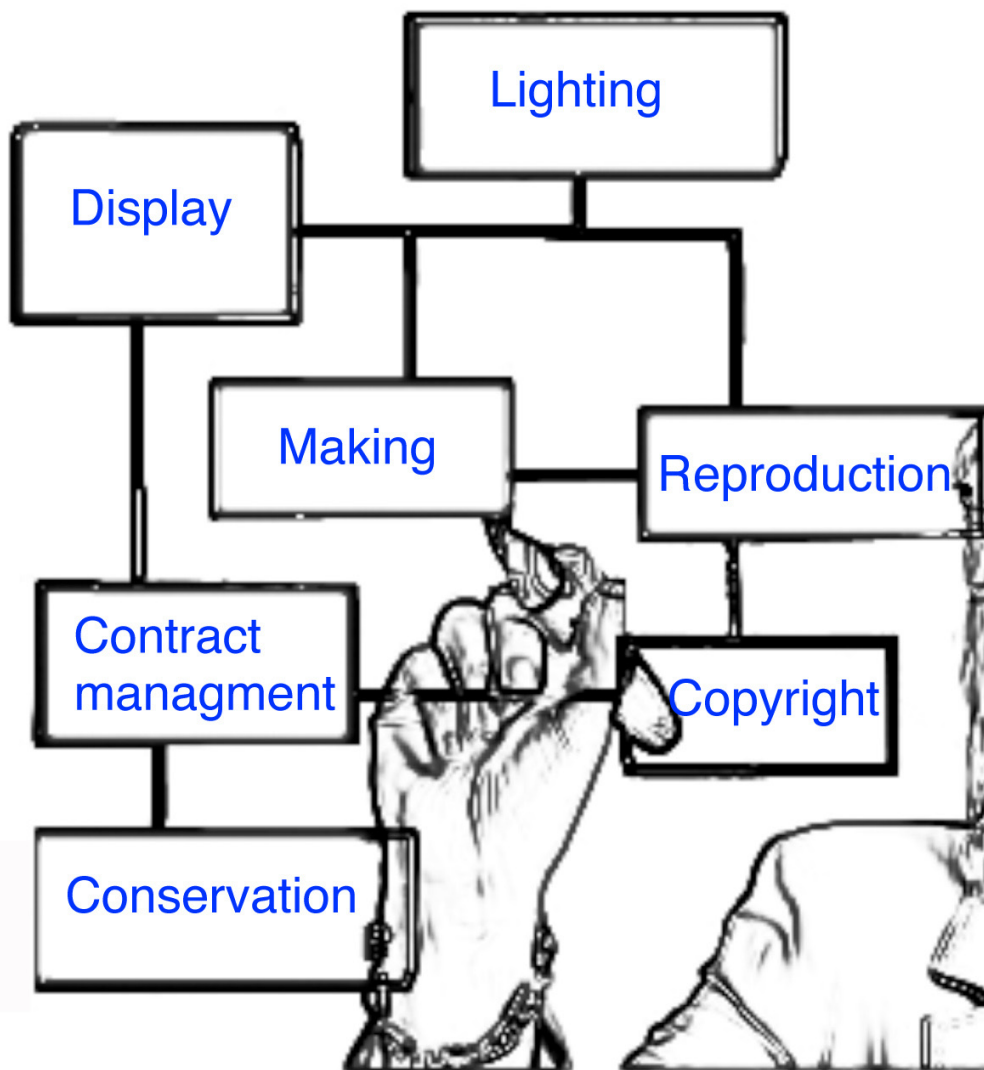 Lighting
Display
Making
Reproduction
Contract
managment
Copyright
Conservation